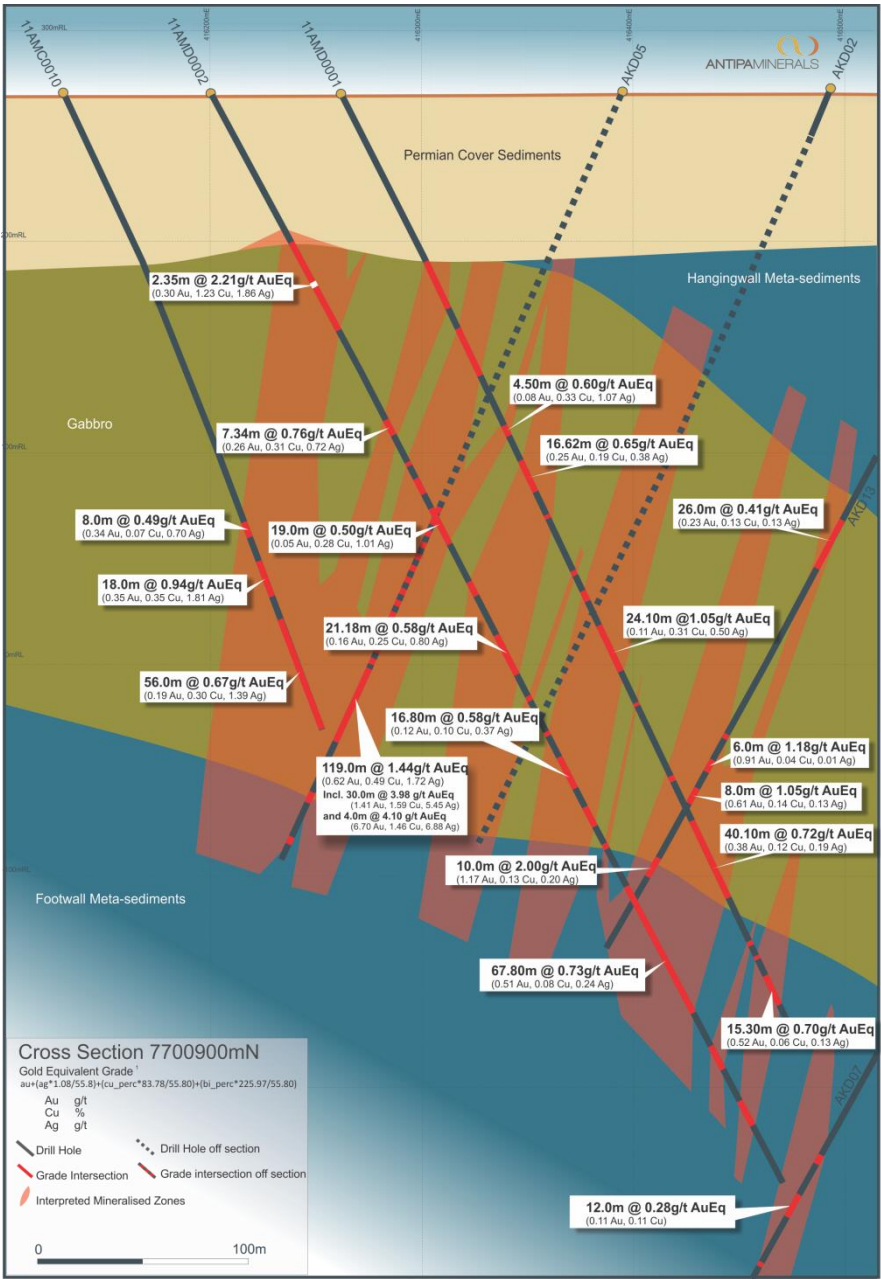 300mRL
416200mE
416300mE
416400mE
416500mE
11AMC0010
11AMD0002
11AMD0001
AKD05
AKD02
ANTIPAMINERALS
Permian Cover Sediments
200mRL
Hangingwall Meta-sediments
2.35m @ 2.21g/t AuEq
(0.30 Au, 1.23 Cu, 1.86 Ag)
4.50m @ 0.60g/t AuEq
(0.08 Au, 0.33 Cu, 1.07 Ag)
Gabbro
7.34m @ 0.76g/t AuEq
(0.26 Au, 0.31 Cu, 0.72 Ag)
16.62m @ 0.65g/t AuEq
(0.25 Au, 0.19 Cu, 0.38 Ag)
100mRL
AKD13
26.0m @ 0.41g/t AuEq
(0.23 Au, 0.13 Cu, 0.13 Ag)
8.0m @ 0.49g/t AuEq
(0.34 Au, 0.07 Cu, 0.70 Ag)
19.0m @ 0.50g/t AuEq
(0.05 Au, 0.28 Cu, 1.01 Ag)
18.0m @ 0.94g/t AuEq
(0.35 Au, 0.35 Cu, 1.81 Ag)
24.10m @1.05g/t AuEq
(0.11 Au, 0.31 Cu, 0.50 Ag)
21.18m @ 0.58g/t AuEq
(0.16 Au, 0.25 Cu, 0.80 Ag)
0mRL
56.0m @ 0.67g/t AuEq
(0.19 Au, 0.30 Cu, 1.39 Ag)
16.80m @ 0.58g/t AuEq
(0.12 Au, 0.10 Cu, 0.37 Ag)
6.0m @ 1.18g/t AuEq
(0.91 Au, 0.04 Cu, 0.01 Ag)
119.0m @ 1.44g/t AuEq
(0.62 Au, 0.49 Cu, 1.72 Ag)
Incl. 30.0m @ 3.98 g/t AuEq
(1.41 Au, 1.59 Cu, 5.45 Ag)
and 4.0m @ 4.10 g/t AuEq
(6.70 Au, 1.46 Cu, 6.88 Ag)
8.0m @ 1.05g/t AuEq
(0.61 Au, 0.14 Cu, 0.13 Ag)
40.10m @ 0.72g/t AuEq
(0.38 Au, 0.12 Cu, 0.19 Ag)
10.0m @ 2.00g/t AuEq
(1.17 Au, 0.13 Cu, 0.20 Ag)
Footwall Meta-sediments
67.80m @ 0.73g/t AuEq
(0.51 Au, 0.08 Cu, 0.24 Ag)
15.30m @ 0.70g/t AuEq
(0.52 Au, 0.06 Cu, 0.13 Ag)
AKD07
12.0m @ 0.28g/t AuEq
(0.11 Au, 0.11 Cu)
Cross Section 7700900mN
Gold Equivalent Grade 1
au+(ag*1.08/55.8)+(cu_perc*83.78/55.80)+(bi_perc*225.97/55.80)
Au g/t
Cu %
Ag g/t
Drill Hole
Drill Hole off section
Grade Intersection
Grade intersection off section
Interpreted Mineralised Zones
0
100m